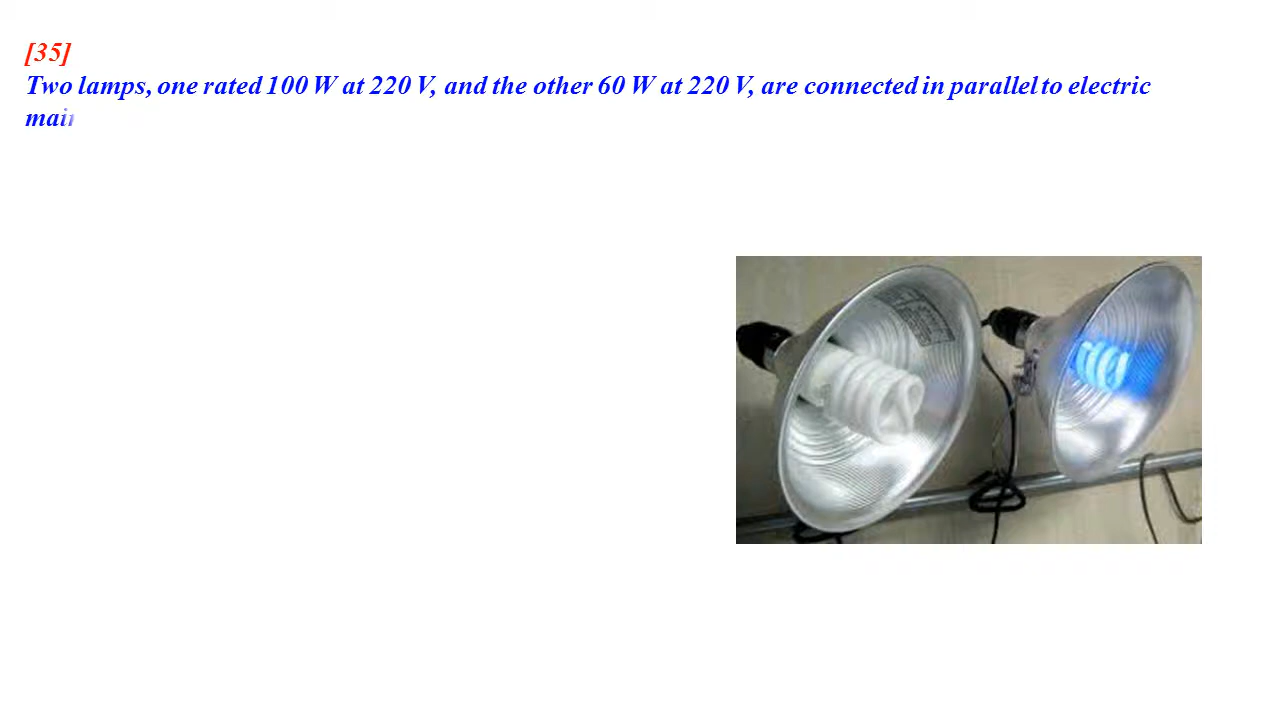 [35]
Two lamps, one rated 100 W at 220 V, and the other 60 W at 220 V, are connected in parallel to electric